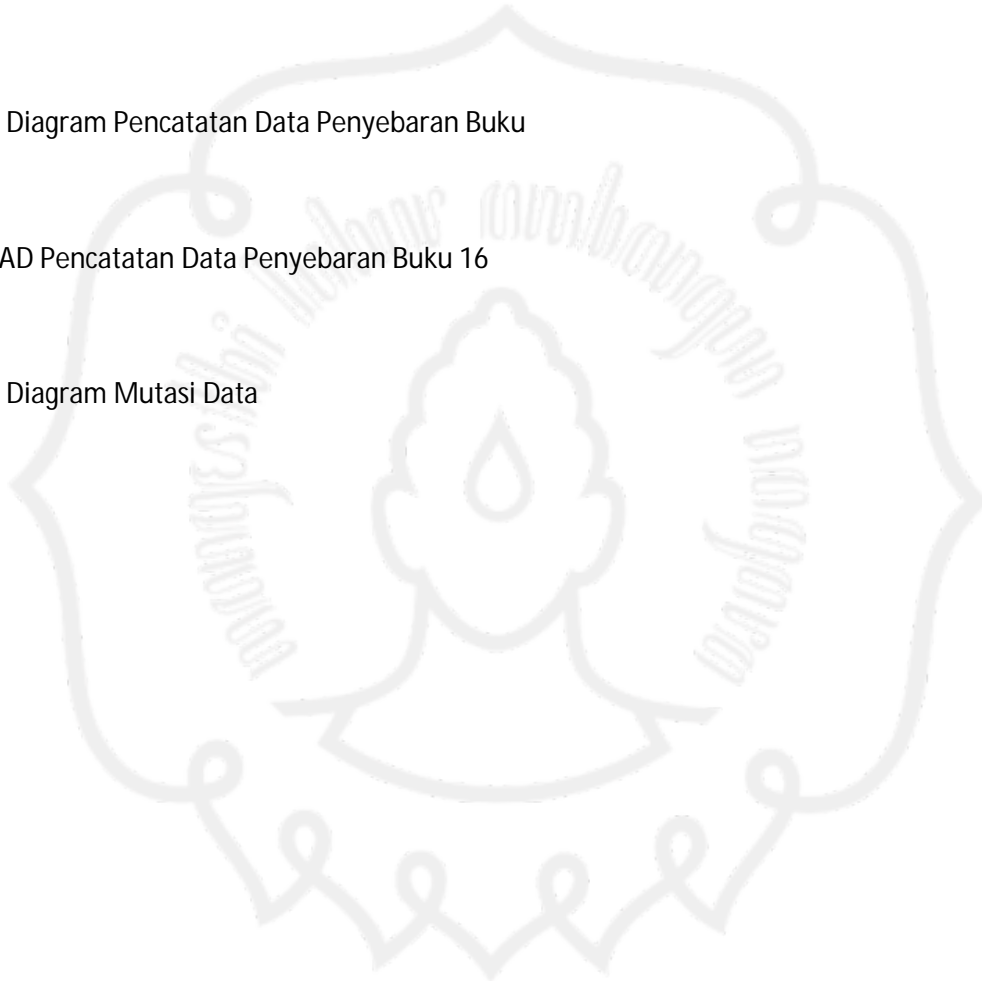 Diagram Pencatatan Data Penyebaran Buku
AD Pencatatan Data Penyebaran Buku 16
Diagram Mutasi Data